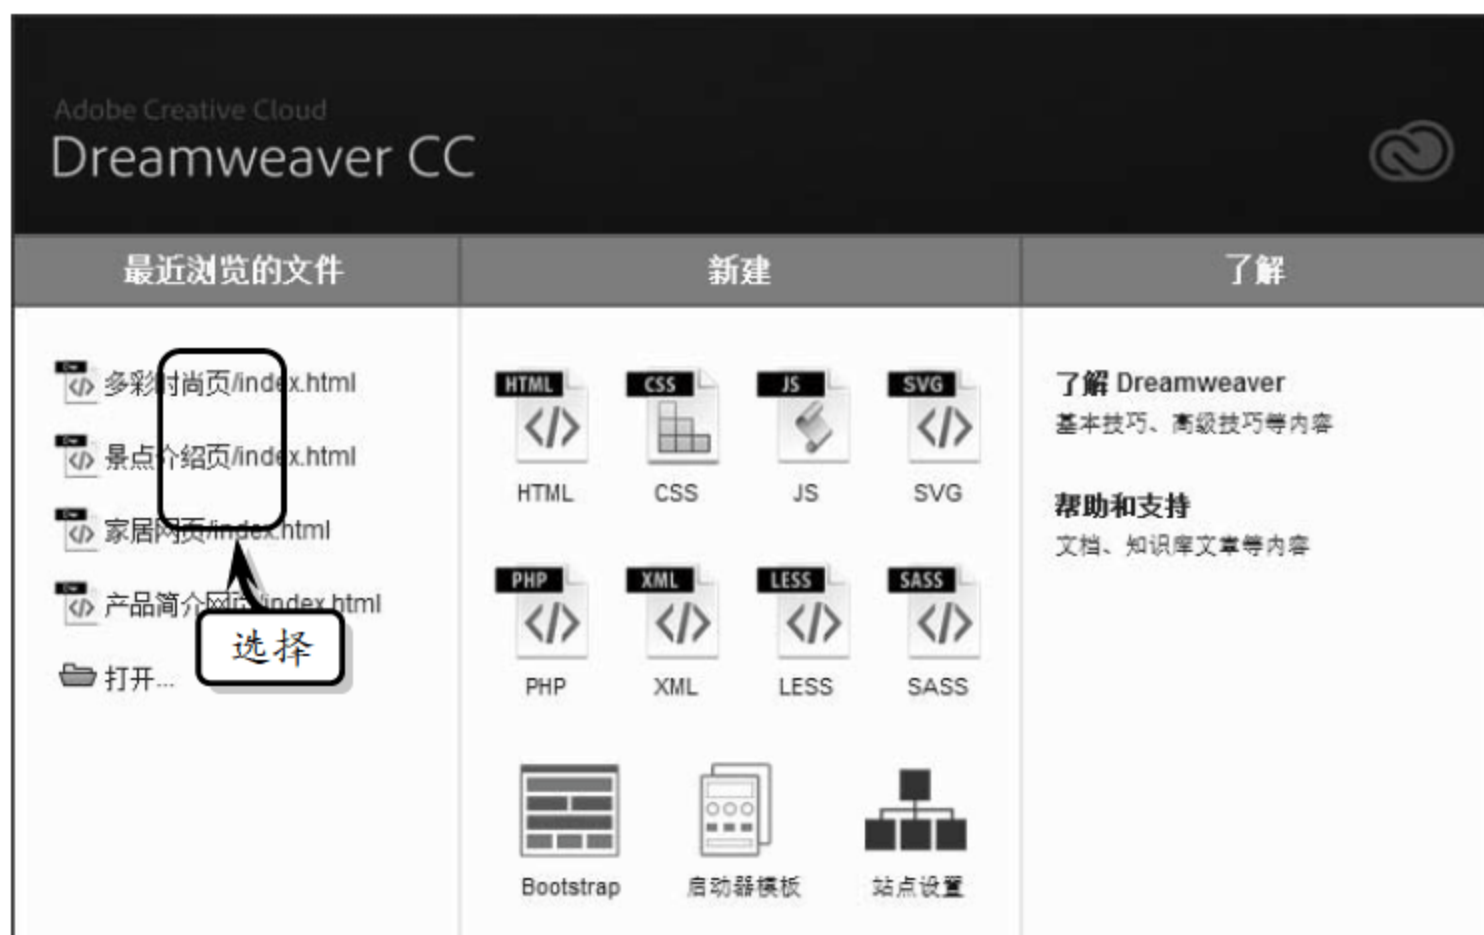 Adobe Creative Cloud
Dreamweaver CC
最近浏览的文件
多彩时尚页/index.html
景点介绍页/index.html
家居网页/index.html
产品简介网页/index.html
选择
打开...
新建
HTML
HTML
CSS
CSS
JS
JS
SVG
SVG
PHP
PHP
XML
XML
LESS
LESS
SASS
SASS
Bootstrap
启动器模板
站点设置
了解
了解 Dreamweaver
基本技巧、高级技巧等内容
帮助和支持
文档、知识库文章等内容